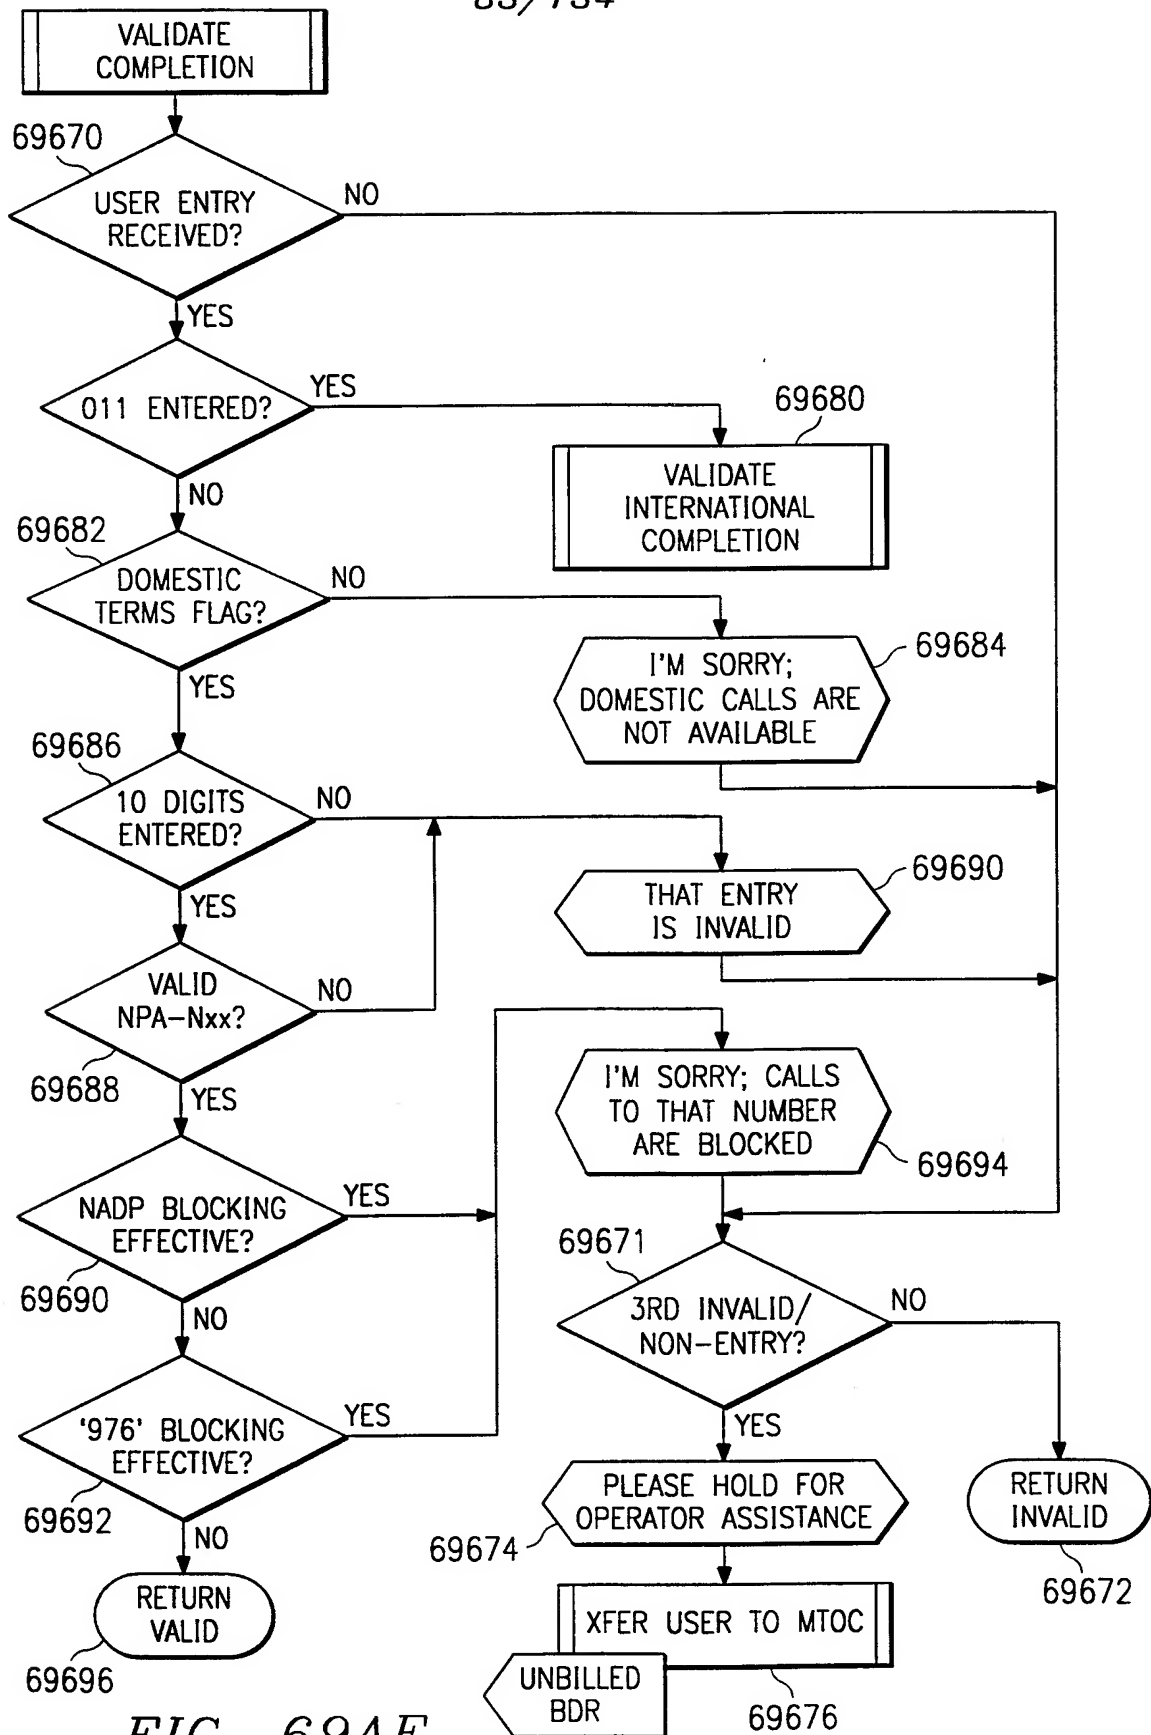 VALIDATE
COMPLETION
69670
USER ENTRY
RECEIVED?
NO
YES
011 ENTERED?
YES
69680
VALIDATE
INTERNATIONAL
COMPLETION
NO
69682
DOMESTIC
TERMS FLAG?
NO
I'M SORRY;
DOMESTIC CALLS ARE
NOT AVAILABLE
69684
YES
69686
10 DIGITS
ENTERED?
NO
THAT ENTRY
IS INVALID
69690
YES
VALID
NPA-Nxx?
NO
69688
YES
I'M SORRY; CALLS
TO THAT NUMBER
ARE BLOCKED
69694
NADP BLOCKING
EFFECTIVE?
YES
69690
NO
69671
3RD INVALID/
NON-ENTRY?
NO
YES
'976' BLOCKING
EFFECTIVE?
YES
69692
NO
PLEASE HOLD FOR
OPERATOR ASSISTANCE
69674
RETURN
INVALID
69672
RETURN
VALID
69696
XFER USER TO MTOC
UNBILLED
BDR
69676